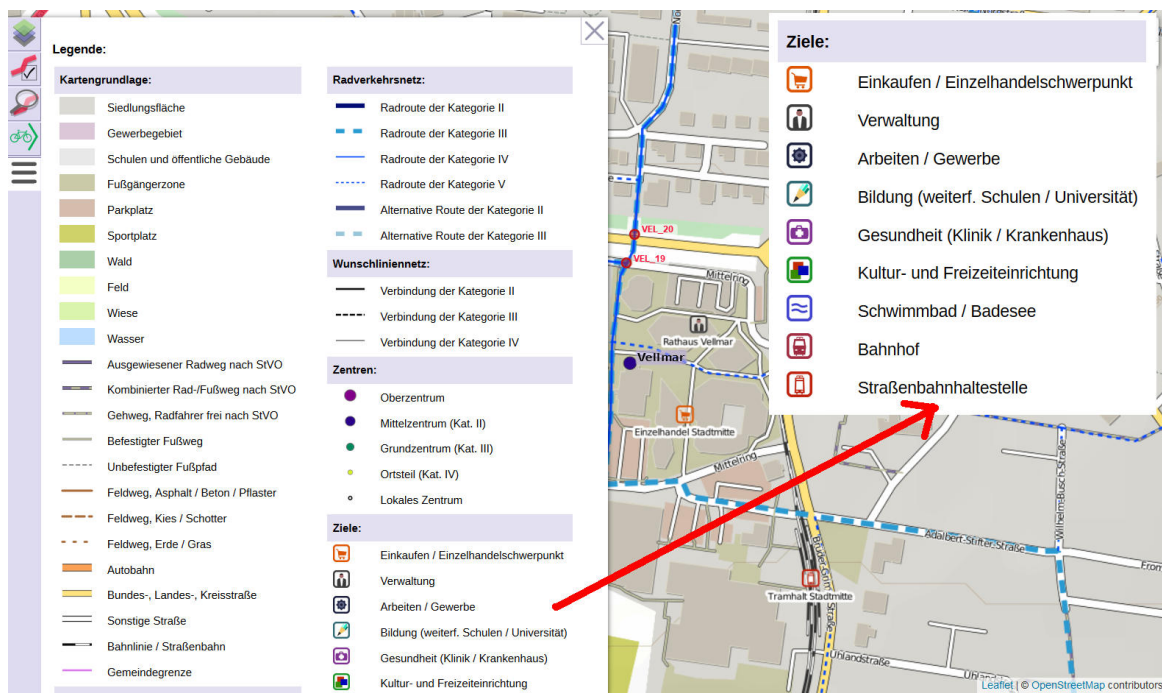 Legende:
Kartengrundlage:
Siedlungsfläche
Gewerbegebiet
Schulen und öffentliche Gebäude
Fußgängerzone
Parkplatz
Sportplatz
Wald
Feld
Wiese
Wasser
Ausgewiesener Radweg nach StVO
Kombinierter Rad-/Fußweg nach StVO
Gehweg, Radfahrer frei nach StVO
Befestigter Fußweg
Unbefestigter Fußpfad
Feldweg, Asphalt / Beton / Pflaster
Feldweg, Kies / Schotter
Feldweg, Erde / Gras
Autobahn
Bundes-, Landes-, Kreisstraße
Sonstige Straße
Bahnlinie / Straßenbahn
Gemeindegrenze
Radverkehrsnetz:
Radroute der Kategorie II
Radroute der Kategorie III
Radroute der Kategorie IV
Radroute der Kategorie V
Alternative Route der Kategorie II
Alternative Route der Kategorie III
Wunschliniennetz:
Verbindung der Kategorie II
Verbindung der Kategorie III
Verbindung der Kategorie IV
Zentren:
Oberzentrum
Mittelzentrum (Kat. II)
Grundzentrum (Kat. III)
Ortsteil (Kat. IV)
Lokales Zentrum
Ziele:
Einkaufen / Einzelhandelschwerpunkt
Verwaltung
Arbeiten / Gewerbe
Bildung (weiterf. Schulen / Universität)
Gesundheit (Klinik / Krankenhaus)
Kultur- und Freizeiteinrichtung
VEL_20
VEL_19
Mittelring
Rathaus Vellmar
Vellmar
Einzelhandel Stadtmitte
Mittelring
Tramhalt Stadtmitte
Adalbert-Stifter-Straße
Wilhelm-Busch-Straße
Uhlandstraße
Ziele:
Einkaufen / Einzelhandelschwerpunkt
Verwaltung
Arbeiten / Gewerbe
Bildung (weiterf. Schulen / Universität)
Gesundheit (Klinik / Krankenhaus)
Kultur- und Freizeiteinrichtung
Schwimmbad / Badesee
Bahnhof
Straßenbahnhaltestelle
Leaflet | © OpenStreetMap contributors